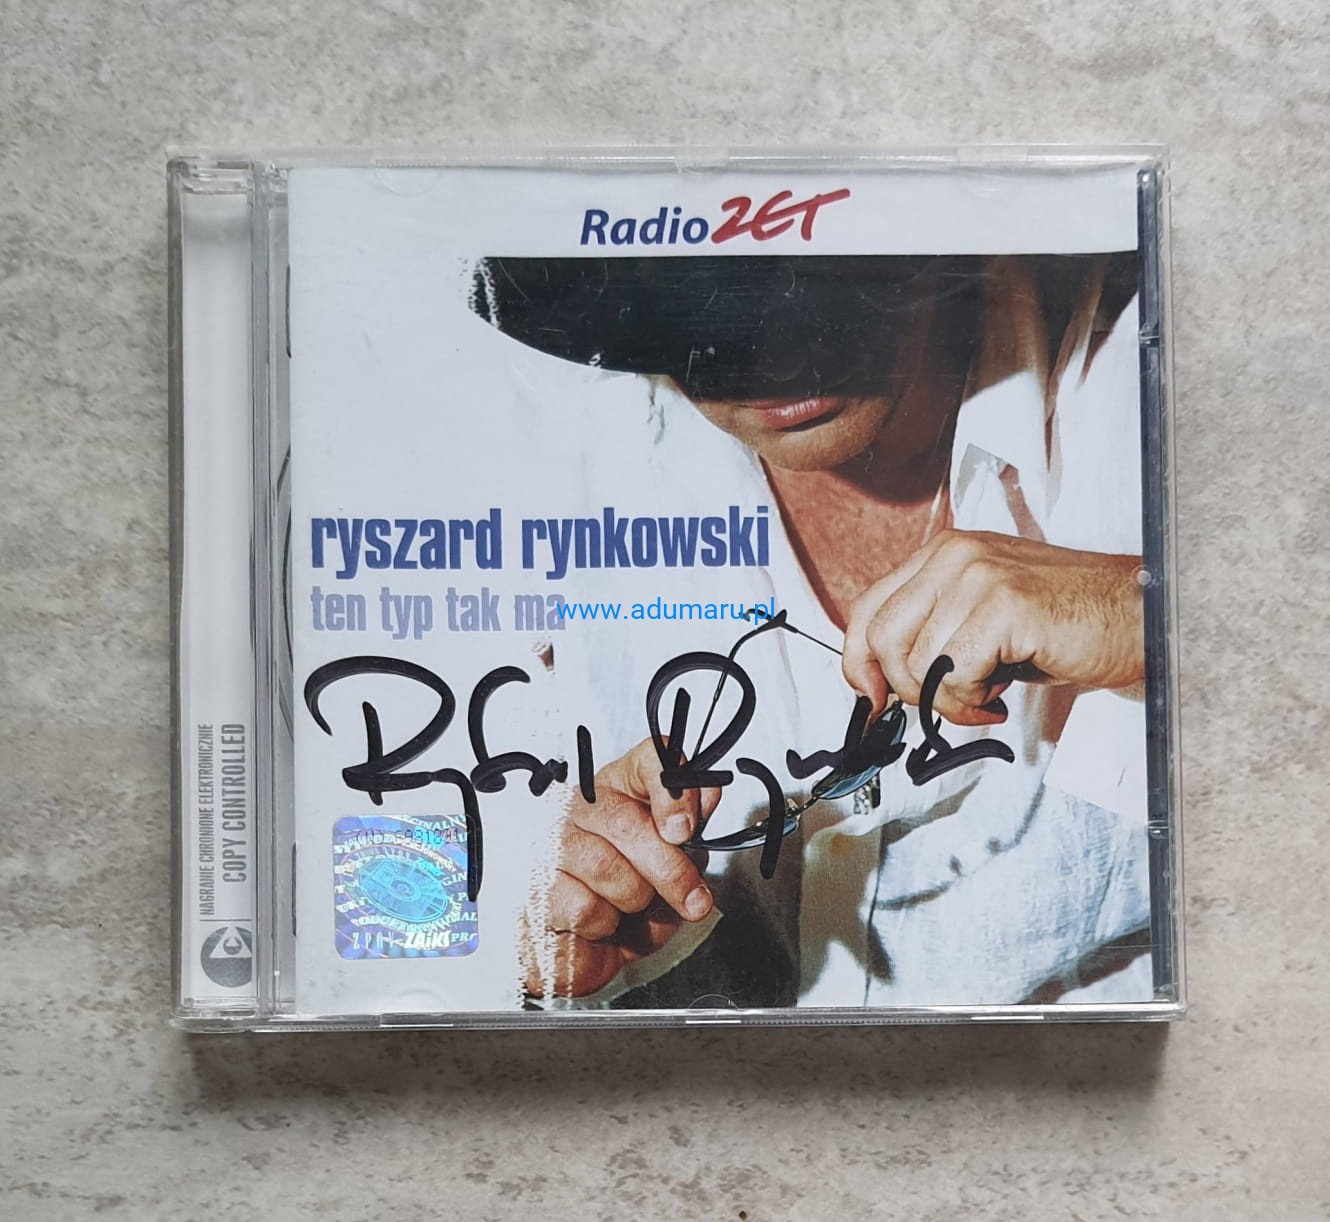 Radio ZET
ryszard rynkowski
ten typ tak ma
www.adumaru.pl
NAGRANIE CHRONIONE ELEKTRONICZNIE
COPY CONTROLLED
ZAiKS